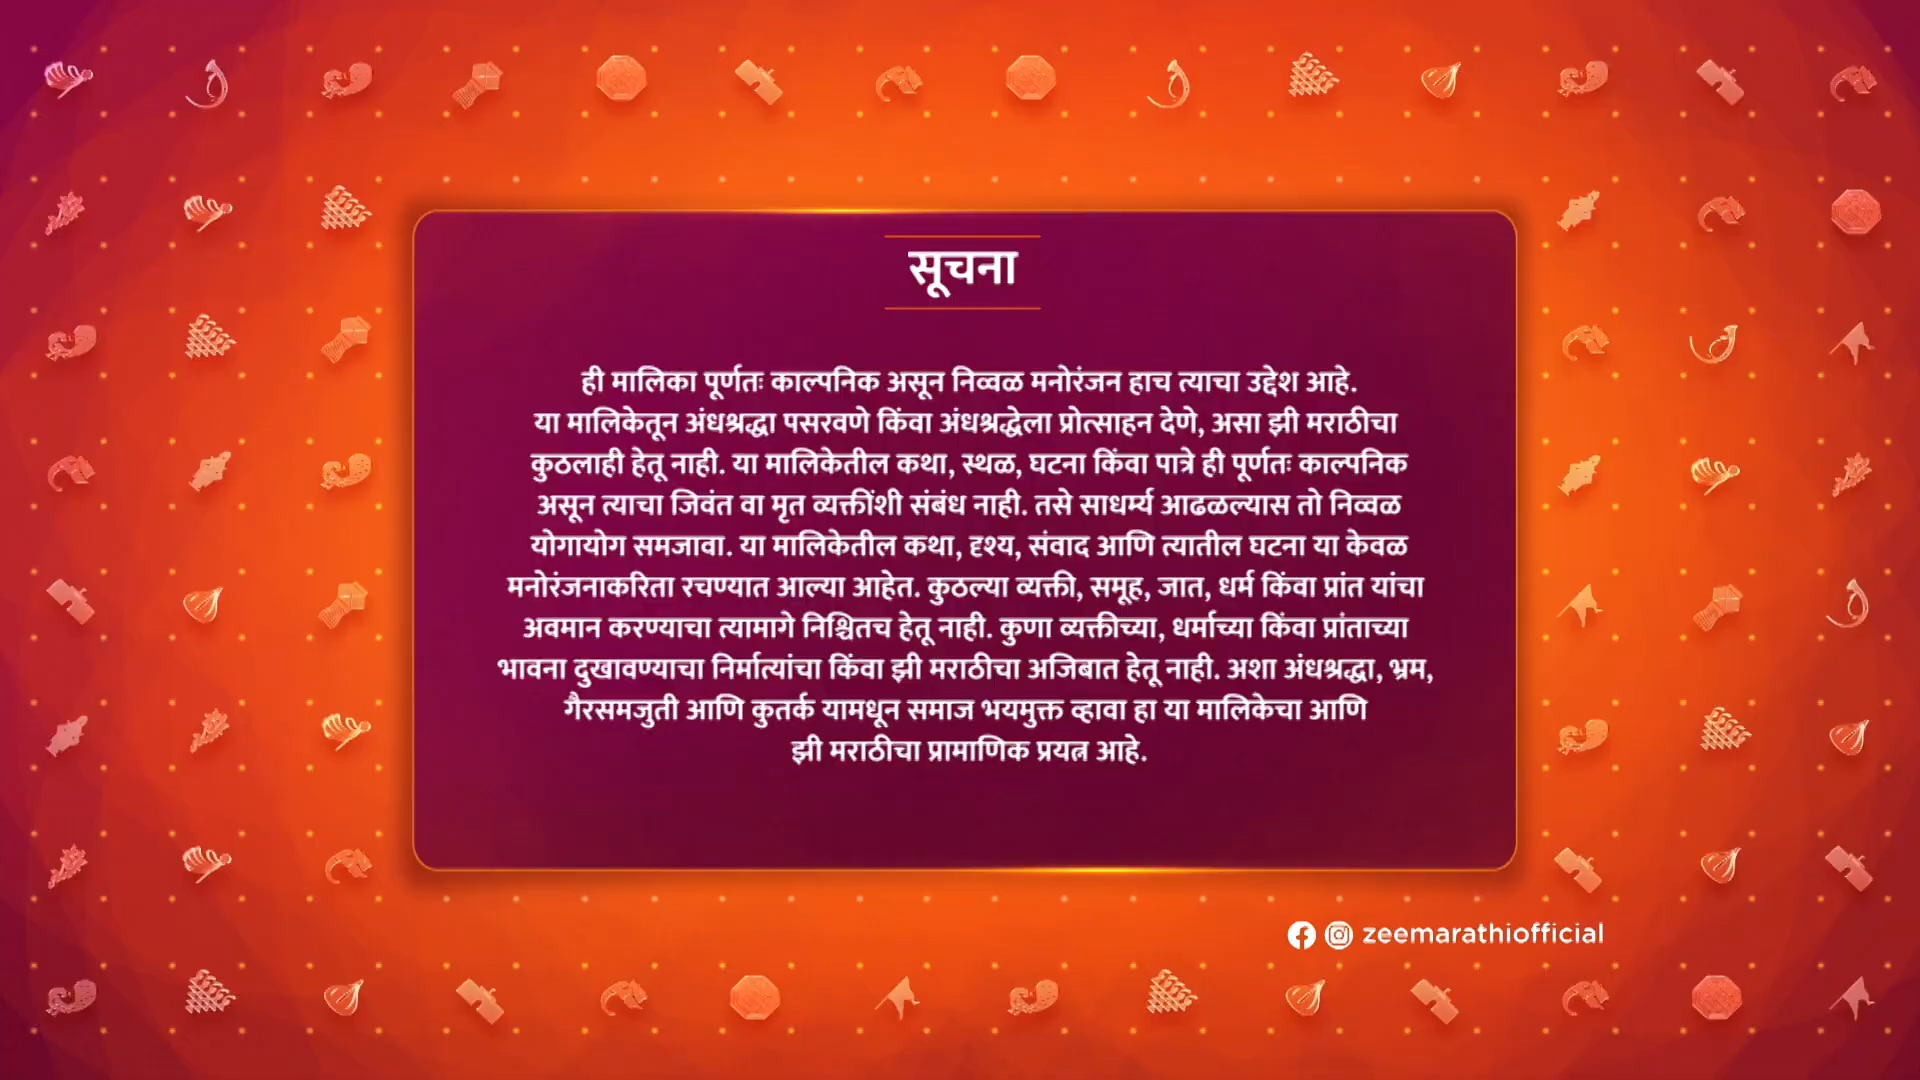 सूचना
ही मालिका पूर्णतः काल्पनिक असून निव्वळ मनोरंजन हाच त्याचा उद्देश आहे.
या मालिकेतून अंधश्रद्धा पसरवणे किंवा अंधश्रद्धेला प्रोत्साहन देणे, असा झी मराठीचा
कुठलाही हेतू नाही. या मालिकेतील कथा, स्थळ, घटना किंवा पात्रे ही पूर्णतः काल्पनिक
असून त्याचा जिवंत वा मृत व्यक्तींशी संबंध नाही. तसे साधर्म्य आढळल्यास तो निव्वळ
योगायोग समजावा. या मालिकेतील कथा, दृश्य, संवाद आणि त्यातील घटना या केवळ
मनोरंजनाकरिता रचण्यात आल्या आहेत. कुठल्या व्यक्ती, समूह, जात, धर्म किंवा प्रांत यांचा
अवमान करण्याचा त्यामागे निश्चितच हेतू नाही. कुणा व्यक्तीच्या, धर्माच्या किंवा प्रांताच्या
भावना दुखावण्याचा निर्मात्यांचा किंवा झी मराठीचा अजिबात हेतू नाही. अशा अंधश्रद्धा, भ्रम,
गैरसमजुती आणि कुतर्क यामधून समाज भयमुक्त व्हावा हा या मालिकेचा आणि
झी मराठीचा प्रामाणिक प्रयत्न आहे.
zeemarathiofficial